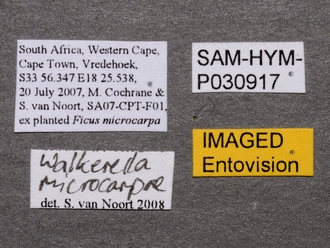 South Africa, Western Cape,
Cape Town, Vredehoek,
S33 56.347 E18 25.538,
20 July 2007, M. Cochrane &
S. van Noort, SA07-CPT-F01,
ex planted Ficus microcarpa
SAM-HYM-
P030917
Walkerella
microcarpae
det. S. van Noort 2008
IMAGED
Entovision